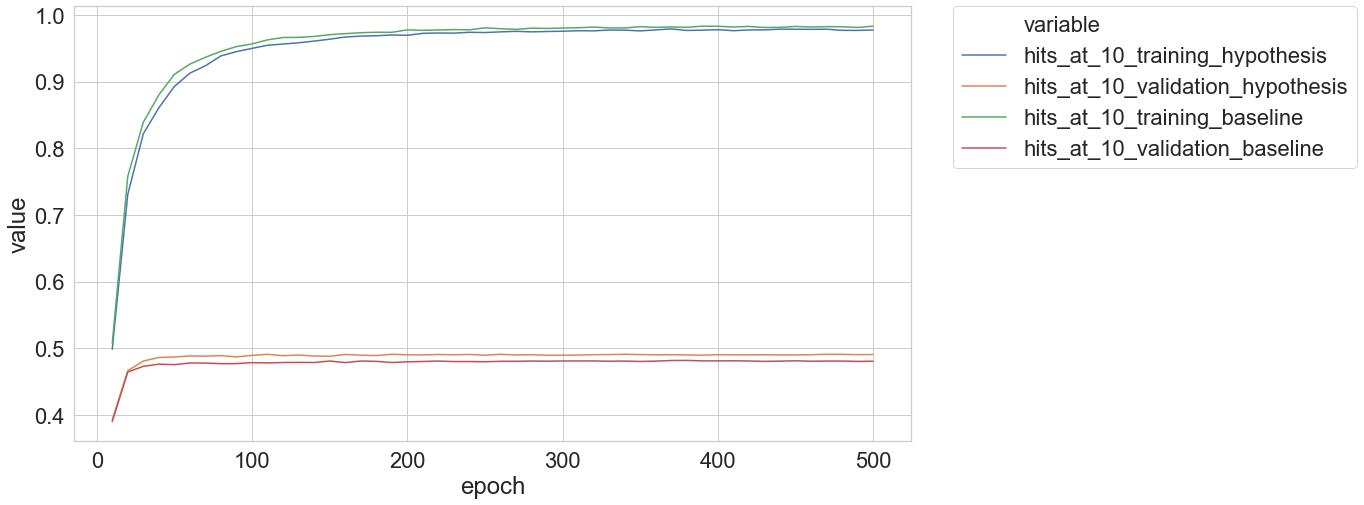 1.0
0.9
0.8
0.7
0.6
0.5
0.4
value
0
100
200
300
400
500
epoch
variable
hits_at_10_training_hypothesis
hits_at_10_validation_hypothesis
hits_at_10_training_baseline
hits_at_10_validation_baseline